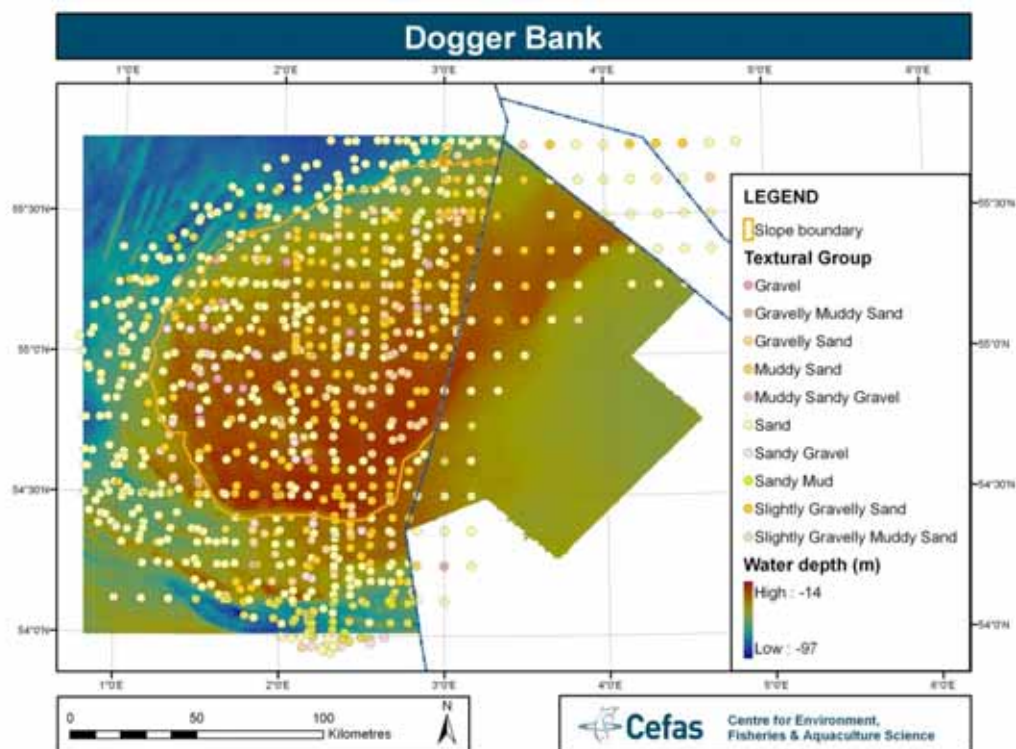 Dogger Bank
1°0'E 2°0'E 3°0'E 4°0'E 5°0'E 6°0'E
55°30'N
55°0'N
54°30'N
54°0'N
LEGEND
Slope boundary
Textural Group
Gravel
Gravelly Muddy Sand
Gravelly Sand
Muddy Sand
Muddy Sandy Gravel
Sand
Sandy Gravel
Sandy Mud
Slightly Gravelly Sand
Slightly Gravelly Muddy Sand
Water depth (m)
High : -14
Low : -97
55°30'N
55°0'N
54°30'N
54°0'N
1°0'E 2°0'E 3°0'E 4°0'E 5°0'E 6°0'E
0 50 100
Kilometres
N
Cefas
Centre for Environment,
Fisheries & Aquaculture Science